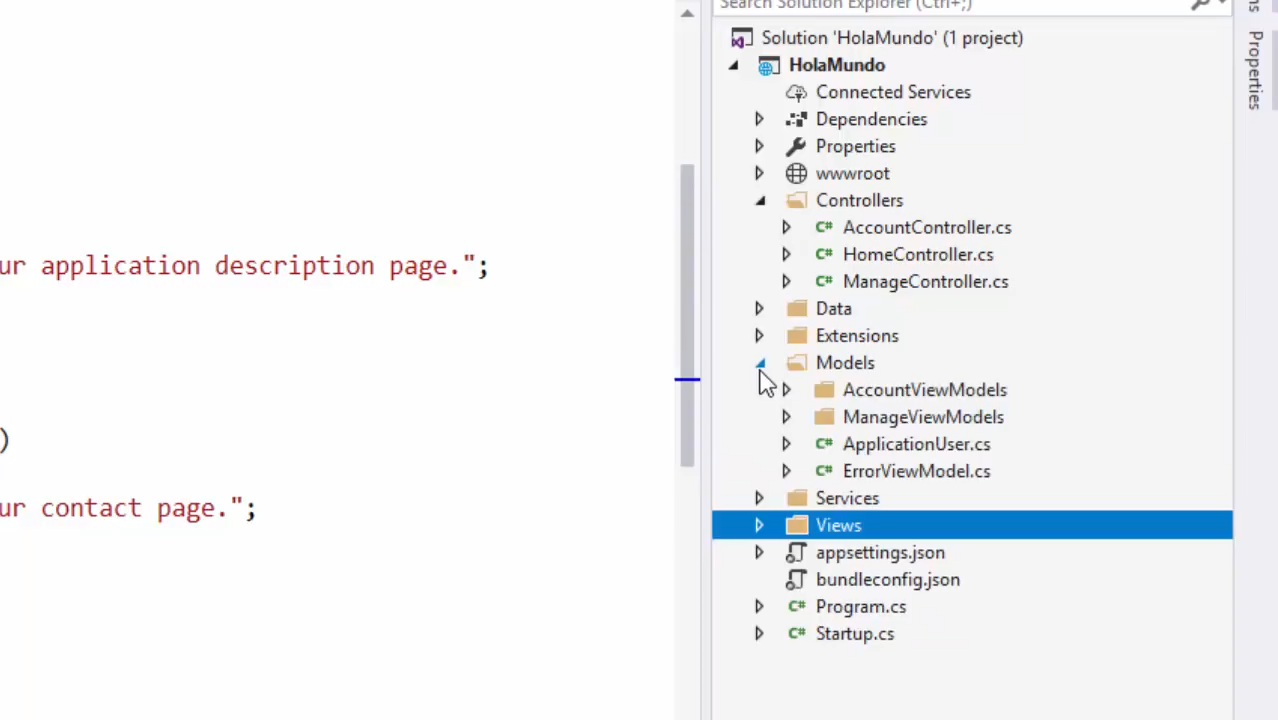 Search Solution Explorer (Ctrl+;)
Solution 'HolaMundo' (1 project)
HolaMundo
Connected Services
Dependencies
Properties
wwwroot
Controllers
C# AccountController.cs
C# HomeController.cs
C# ManageController.cs
Data
Extensions
Models
AccountViewModels
ManageViewModels
C# ApplicationUser.cs
C# ErrorViewModel.cs
Services
Views
appsettings.json
bundleconfig.json
C# Program.cs
C# Startup.cs
ur application description page.";
)
ur contact page.";
Properties